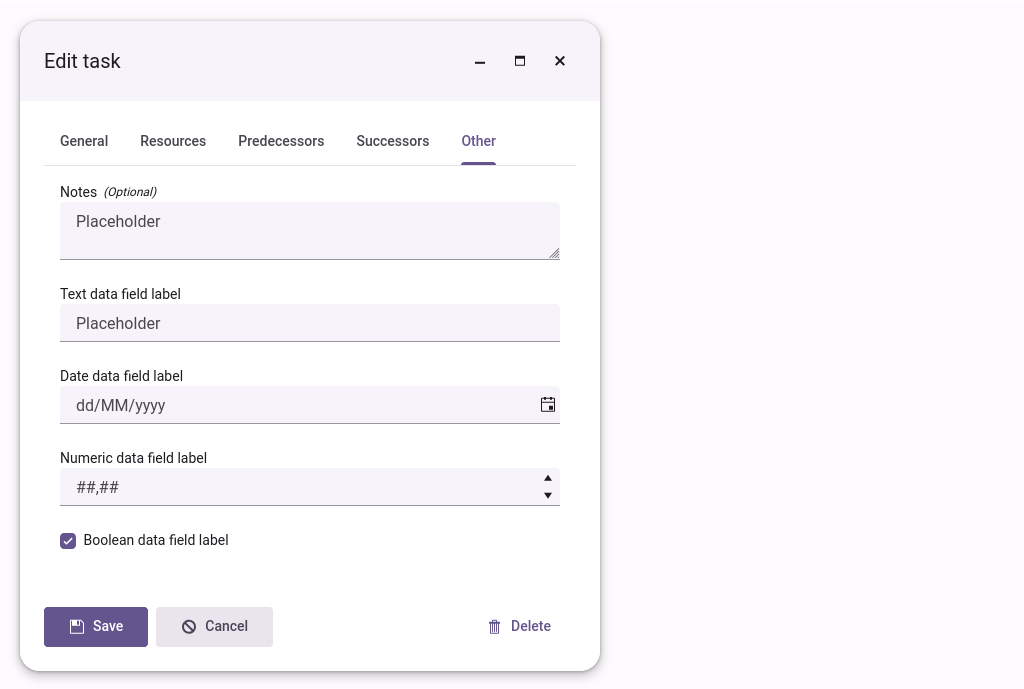 Edit task
General Resources Predecessors Successors Other
Notes (Optional)
Placeholder
Text data field label
Placeholder
Date data field label
dd/MM/yyyy
Numeric data field label
##,##
Boolean data field label
Save Cancel Delete